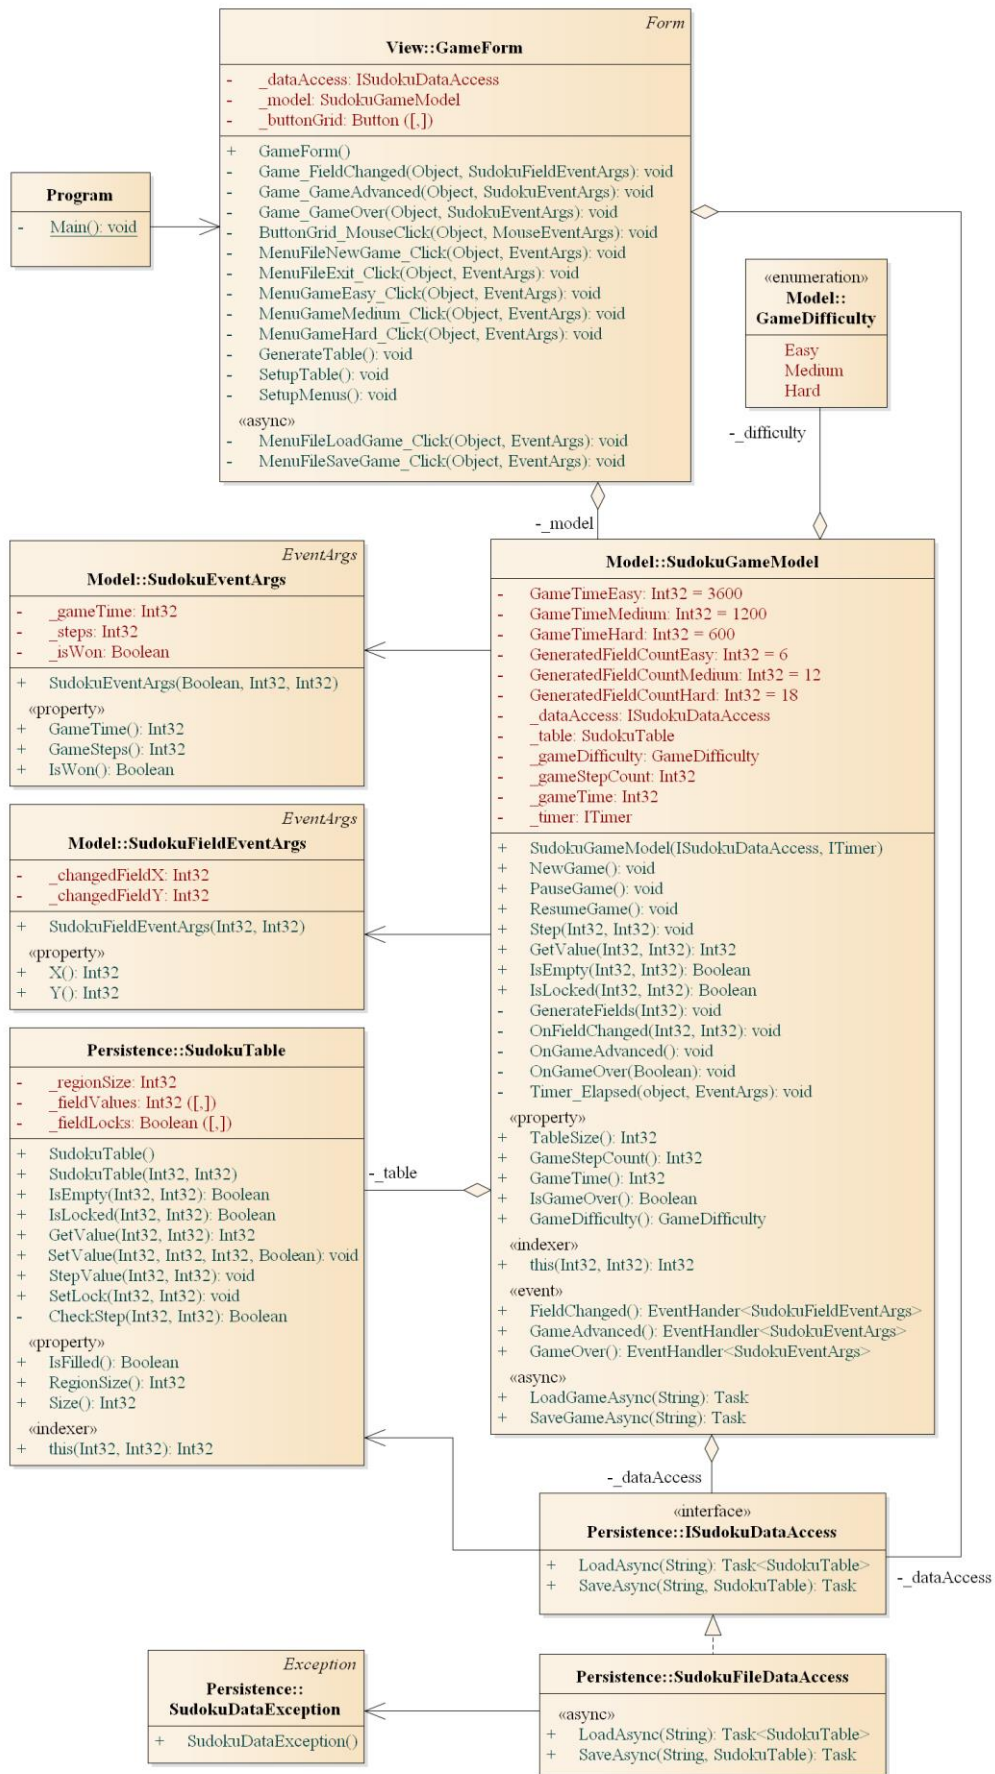 Form
View::GameForm
- _dataAccess: ISudokuDataAccess
- _model: SudokuGameModel
- _buttonGrid: Button ([,])
+ GameForm()
- Game_FieldChanged(Object, SudokuFieldEventArgs): void
- Game_GameAdvanced(Object, SudokuEventArgs): void
- Game_GameOver(Object, SudokuEventArgs): void
- ButtonGrid_MouseClick(Object, MouseEventArgs): void
- MenuFileNewGame_Click(Object, EventArgs): void
- MenuFileExit_Click(Object, EventArgs): void
- MenuGameEasy_Click(Object, EventArgs): void
- MenuGameMedium_Click(Object, EventArgs): void
- MenuGameHard_Click(Object, EventArgs): void
- GenerateTable(): void
- SetupTable(): void
- SetupMenus(): void
«async»
- MenuFileLoadGame_Click(Object, EventArgs): void
- MenuFileSaveGame_Click(Object, EventArgs): void
Program
- Main(): void
«enumeration»
Model::
GameDifficulty
Easy
Medium
Hard
-_difficulty
-_model
EventArgs
Model::SudokuEventArgs
- _gameTime: Int32
- _steps: Int32
- _isWon: Boolean
+ SudokuEventArgs(Boolean, Int32, Int32)
«property»
+ GameTime(): Int32
+ GameSteps(): Int32
+ IsWon(): Boolean
EventArgs
Model::SudokuFieldEventArgs
- _changedFieldX: Int32
- _changedFieldY: Int32
+ SudokuFieldEventArgs(Int32, Int32)
«property»
+ X(): Int32
+ Y(): Int32
Persistence::SudokuTable
- _regionSize: Int32
- _fieldValues: Int32 ([,])
- _fieldLocks: Boolean ([,])
+ SudokuTable()
+ SudokuTable(Int32, Int32)
+ IsEmpty(Int32, Int32): Boolean
+ IsLocked(Int32, Int32): Boolean
+ GetValue(Int32, Int32): Int32
+ SetValue(Int32, Int32, Int32, Boolean): void
+ StepValue(Int32, Int32): void
+ SetLock(Int32, Int32): void
- CheckStep(Int32, Int32): Boolean
«property»
+ IsFilled(): Boolean
+ RegionSize(): Int32
+ Size(): Int32
«indexer»
+ this(Int32, Int32): Int32
-_table
Model::SudokuGameModel
- GameTimeEasy: Int32 = 3600
- GameTimeMedium: Int32 = 1200
- GameTimeHard: Int32 = 600
- GeneratedFieldCountEasy: Int32 = 6
- GeneratedFieldCountMedium: Int32 = 12
- GeneratedFieldCountHard: Int32 = 18
- _dataAccess: ISudokuDataAccess
- _table: SudokuTable
- _gameDifficulty: GameDifficulty
- _gameStepCount: Int32
- _gameTime: Int32
- _timer: ITimer
+ SudokuGameModel(ISudokuDataAccess, ITimer)
+ NewGame(): void
+ PauseGame(): void
+ ResumeGame(): void
+ Step(Int32, Int32): void
+ GetValue(Int32, Int32): Int32
+ IsEmpty(Int32, Int32): Boolean
+ IsLocked(Int32, Int32): Boolean
- GenerateFields(Int32): void
- OnFieldChanged(Int32, Int32): void
- OnGameAdvanced(): void
- OnGameOver(Boolean): void
- Timer_Elapsed(object, EventArgs): void
«property»
+ TableSize(): Int32
+ GameStepCount(): Int32
+ GameTime(): Int32
+ IsGameOver(): Boolean
+ GameDifficulty(): GameDifficulty
«indexer»
+ this(Int32, Int32): Int32
«event»
+ FieldChanged(): EventHander<SudokuFieldEventArgs>
+ GameAdvanced(): EventHandler<SudokuEventArgs>
+ GameOver(): EventHandler<SudokuEventArgs>
«async»
+ LoadGameAsync(String): Task
+ SaveGameAsync(String): Task
-_dataAccess
«interface»
Persistence::ISudokuDataAccess
+ LoadAsync(String): Task<SudokuTable>
+ SaveAsync(String, SudokuTable): Task
-_dataAccess
Exception
Persistence::
SudokuDataException
+ SudokuDataException()
Persistence::SudokuFileDataAccess
«async»
+ LoadAsync(String): Task<SudokuTable>
+ SaveAsync(String, SudokuTable): Task